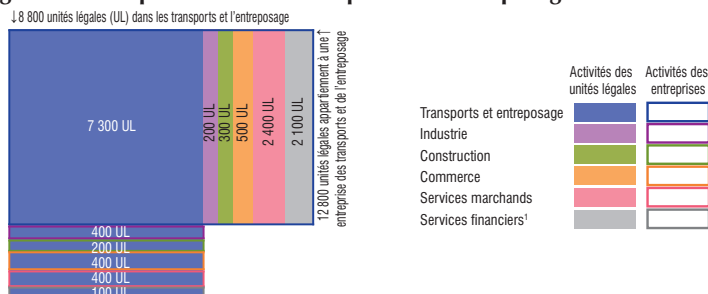 ↓8 800 unités légales (UL) dans les transports et l'entreposage
7 300 UL
200 UL
300 UL
500 UL
2 400 UL
2 100 UL
12 800 unités légales appartiennent à une ↑
entreprise des transports et de l'entreposage
400 UL
200 UL
400 UL
400 UL
100 UL
Activités des
unités légales
Activités des
entreprises
Transports et entreposage
Industrie
Construction
Commerce
Services marchands
Services financiers¹